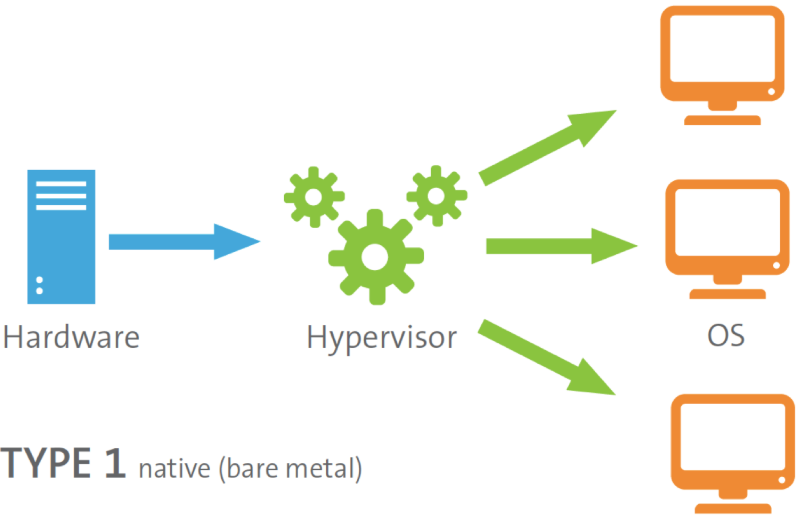 Hardware
Hypervisor
OS
TYPE 1 native (bare metal)